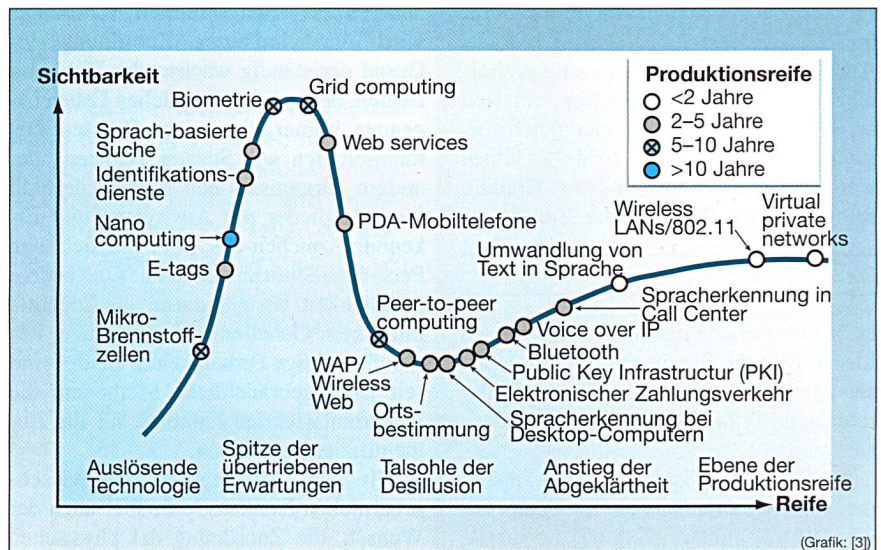 Sichtbarkeit
Biometrie
Grid computing
Produktionsreife
<2 Jahre
2–5 Jahre
5–10 Jahre
>10 Jahre
Sprach-basierte
Suche
Identifikations-
dienste
Nano
computing
E-tags
Mikro-
Brennstoff-
zellen
Web services
PDA-Mobiltelefone
Peer-to-peer
computing
WAP/
Wireless
Web
Orts-
bestimmung
Spracherkennung bei
Desktop-Computern
Elektronischer Zahlungsverkehr
Public Key Infrastructur (PKI)
Bluetooth
Voice over IP
Spracherkennung in
Call Center
Umwandlung von
Text in Sprache
Wireless
LANs/802.11
Virtual
private
networks
Auslösende
Technologie
Spitze der
übertriebenen
Erwartungen
Talsohle der
Desillusion
Anstieg der
Abgeklärtheit
Ebene der
Produktionsreife
Reife
(Grafik: [3])